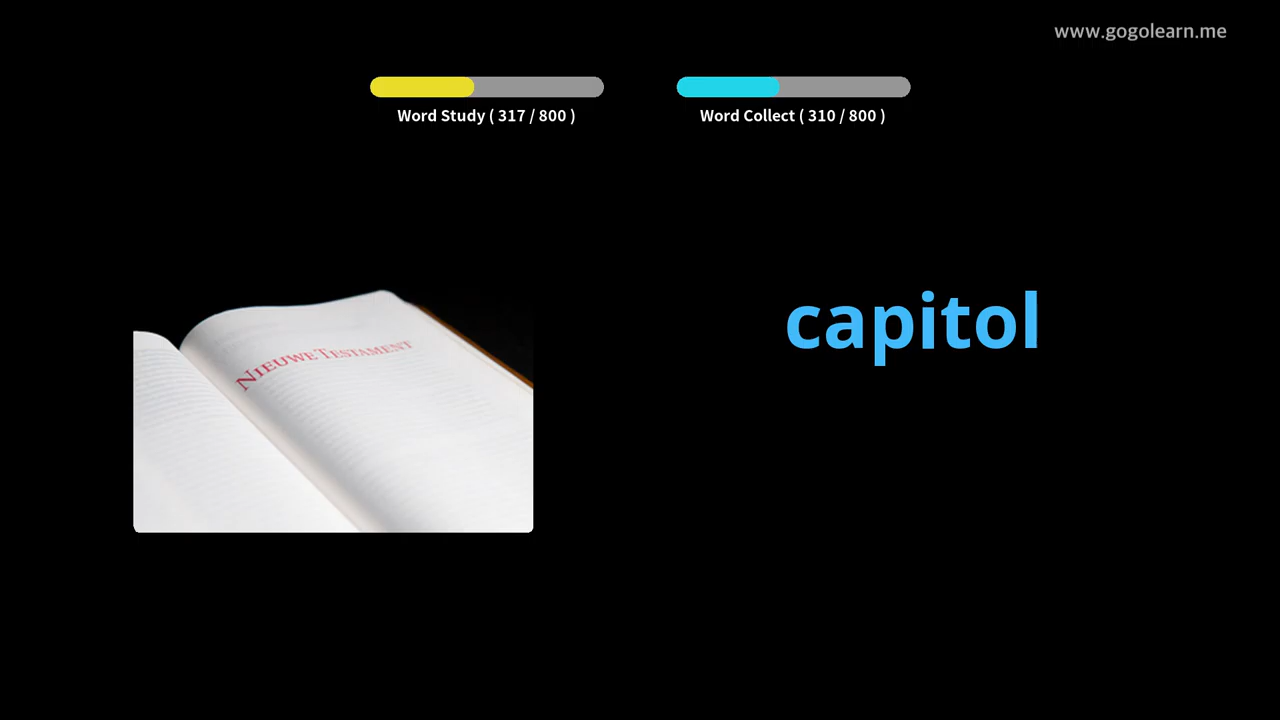 www.gogolearn.me
Word Study ( 317 / 800 )
Word Collect ( 310 / 800 )
NIEUWE TESTAMENT
capitol